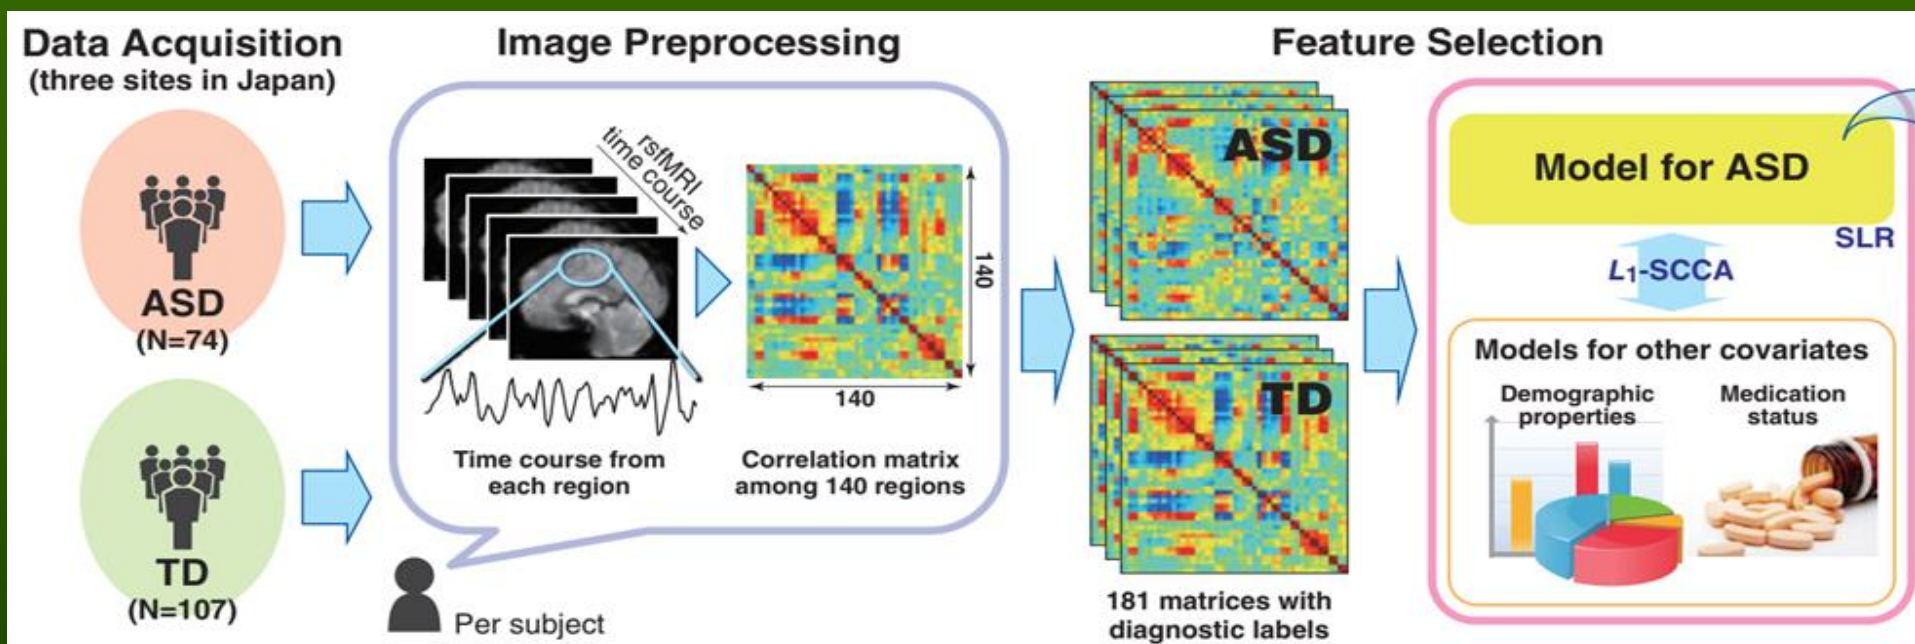 Data Acquisition
(three sites in Japan)
ASD
(N=74)
TD
(N=107)
Image Preprocessing
rsfMRI
time course
140
140
Time course from
each region
Correlation matrix
among 140 regions
Per subject
Feature Selection
ASD
TD
181 matrices with
diagnostic labels
Model for ASD
SLR
L1-SCCA
Models for other covariates
Demographic
properties
Medication
status